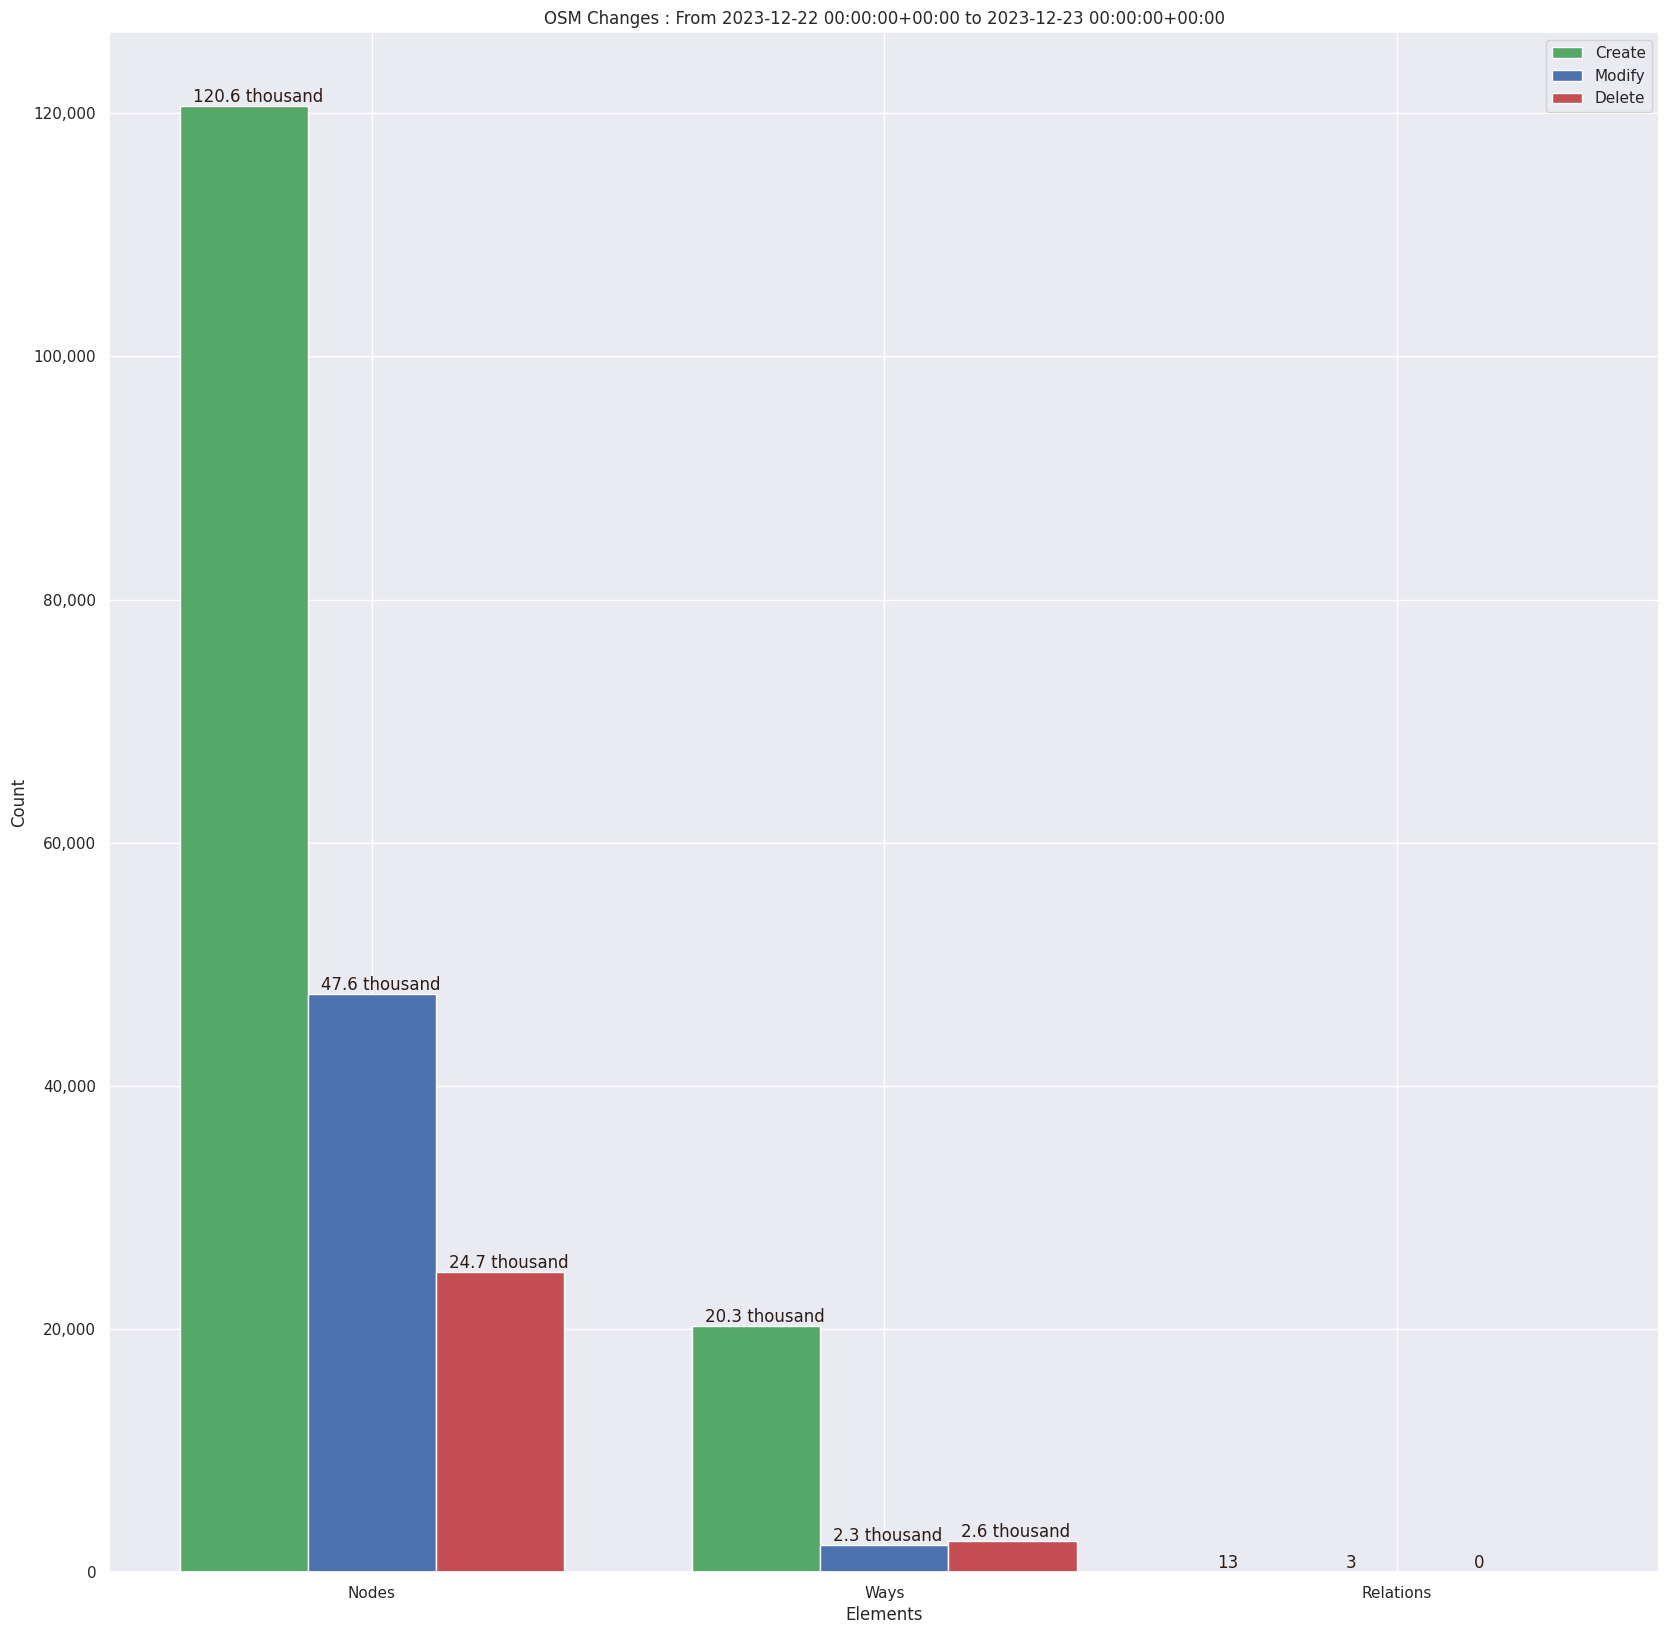 OSM Changes : From 2023-12-22 00:00:00+00:00 to 2023-12-23 00:00:00+00:00
Create
Modify
Delete
120.6 thousand
47.6 thousand
24.7 thousand
20.3 thousand
2.3 thousand
2.6 thousand
13
3
0
120,000
100,000
80,000
60,000
40,000
20,000
0
Count
Nodes
Ways
Relations
Elements